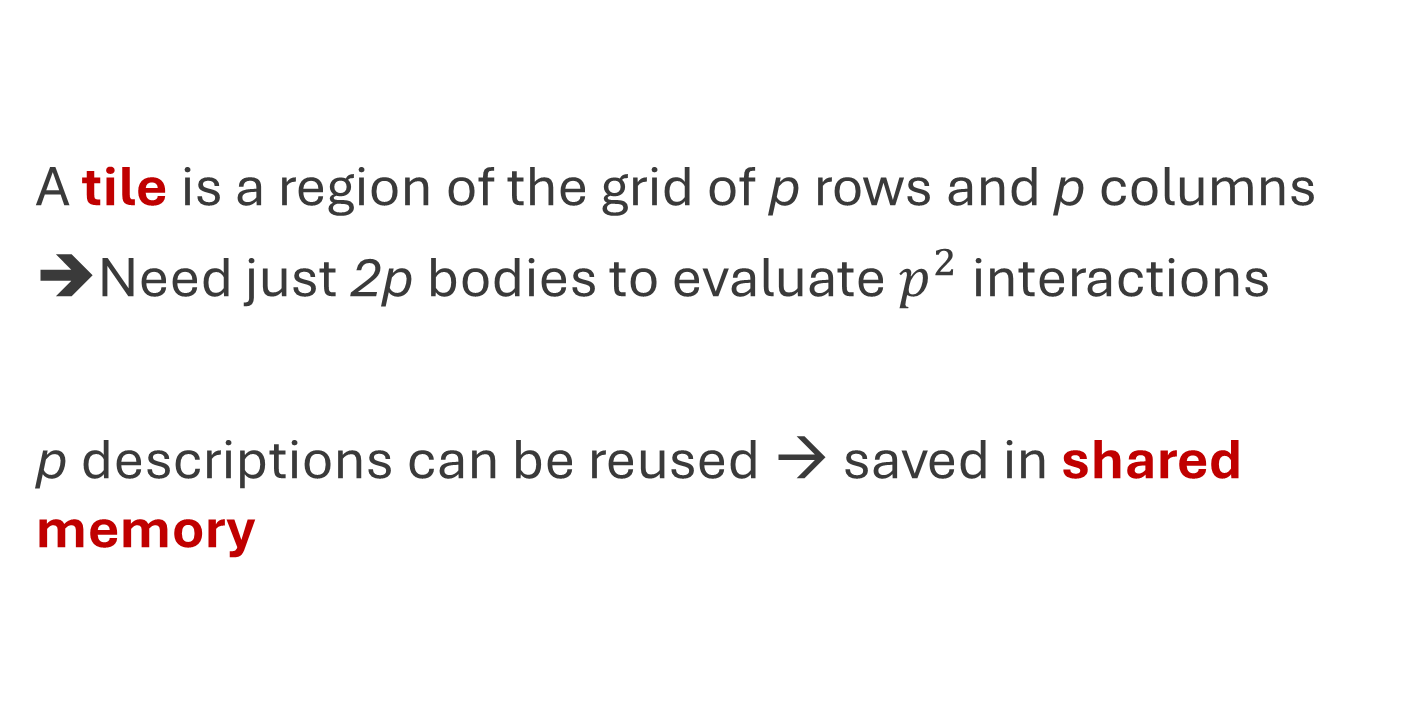 A tile is a region of the grid of p rows and p columns
➔Need just 2p bodies to evaluate p² interactions
p descriptions can be reused → saved in shared
memory